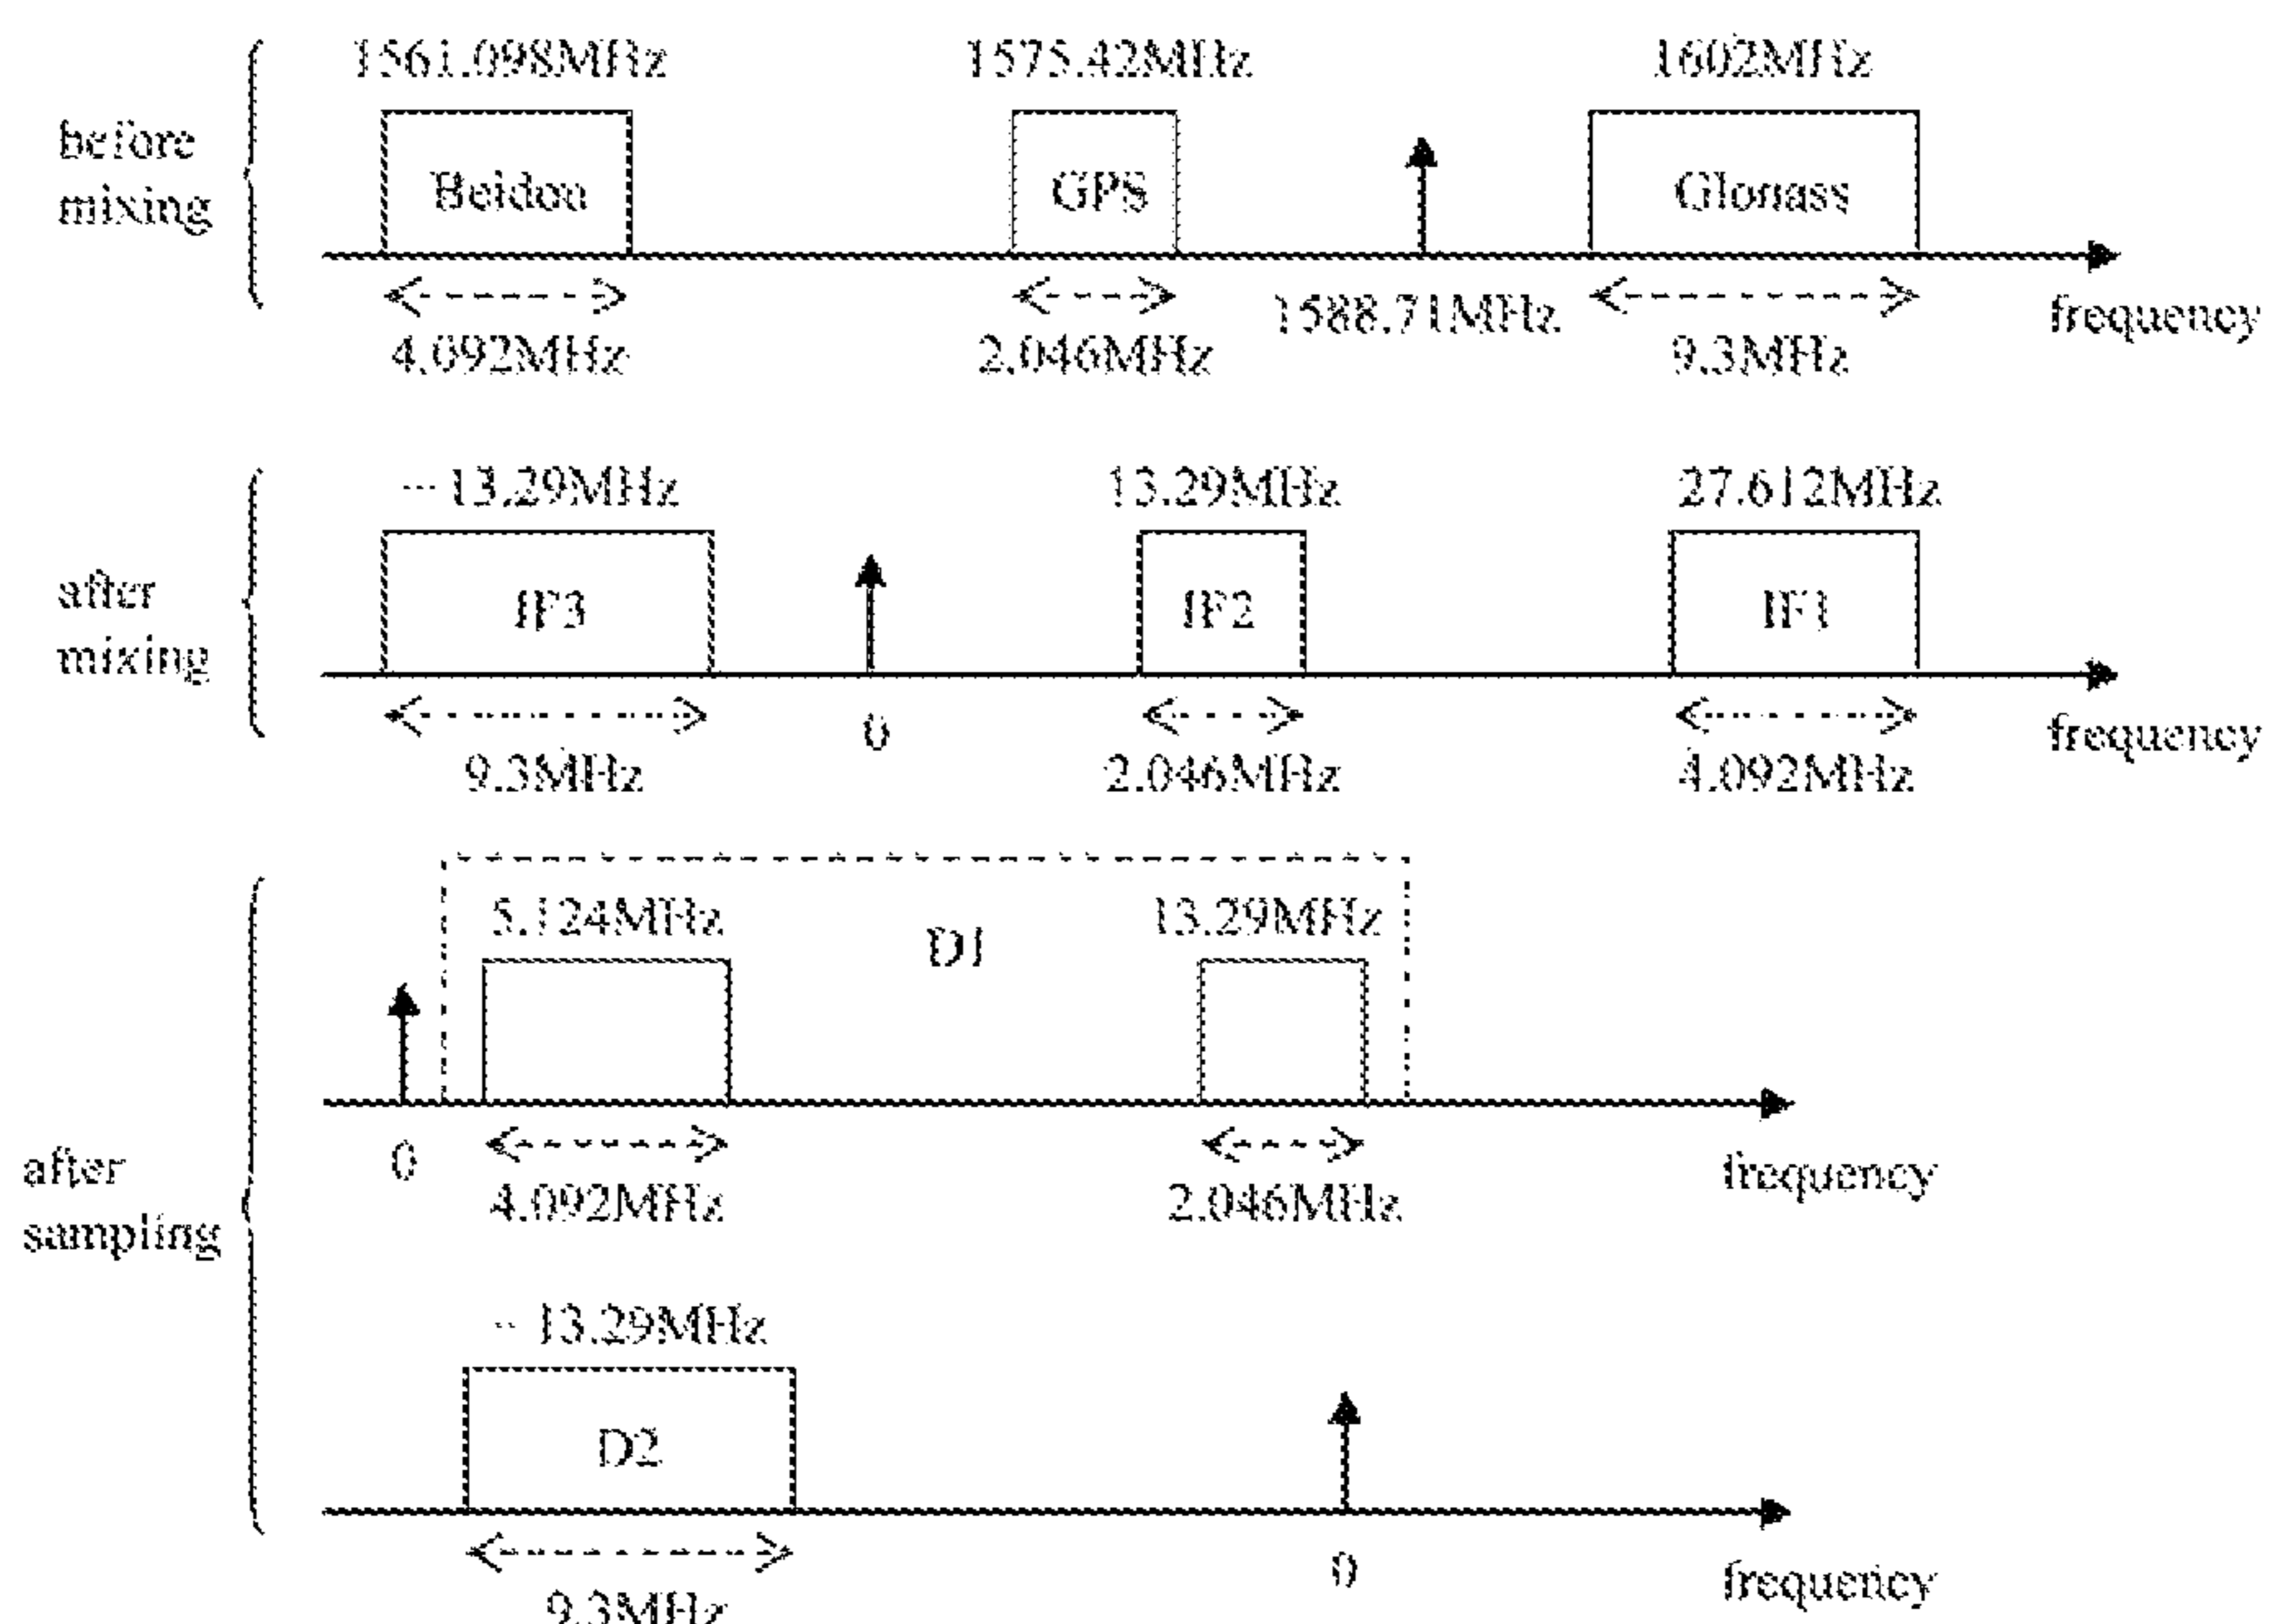 1561.098MHz 1575.42MHz 1602MHz
before
mixing
Beidou GPS Glonass
1588.71MHz frequency
4.092MHz 2.046MHz 9.3MHz
-13.29MHz 13.29MHz 27.612MHz
after
mixing
IF3 IF2 IF1
0 frequency
9.3MHz 2.046MHz 4.092MHz
5.124MHz D1 13.29MHz
after
sampling
0 frequency
4.092MHz 2.046MHz
-13.29MHz
D2
0 frequency
9.3MHz